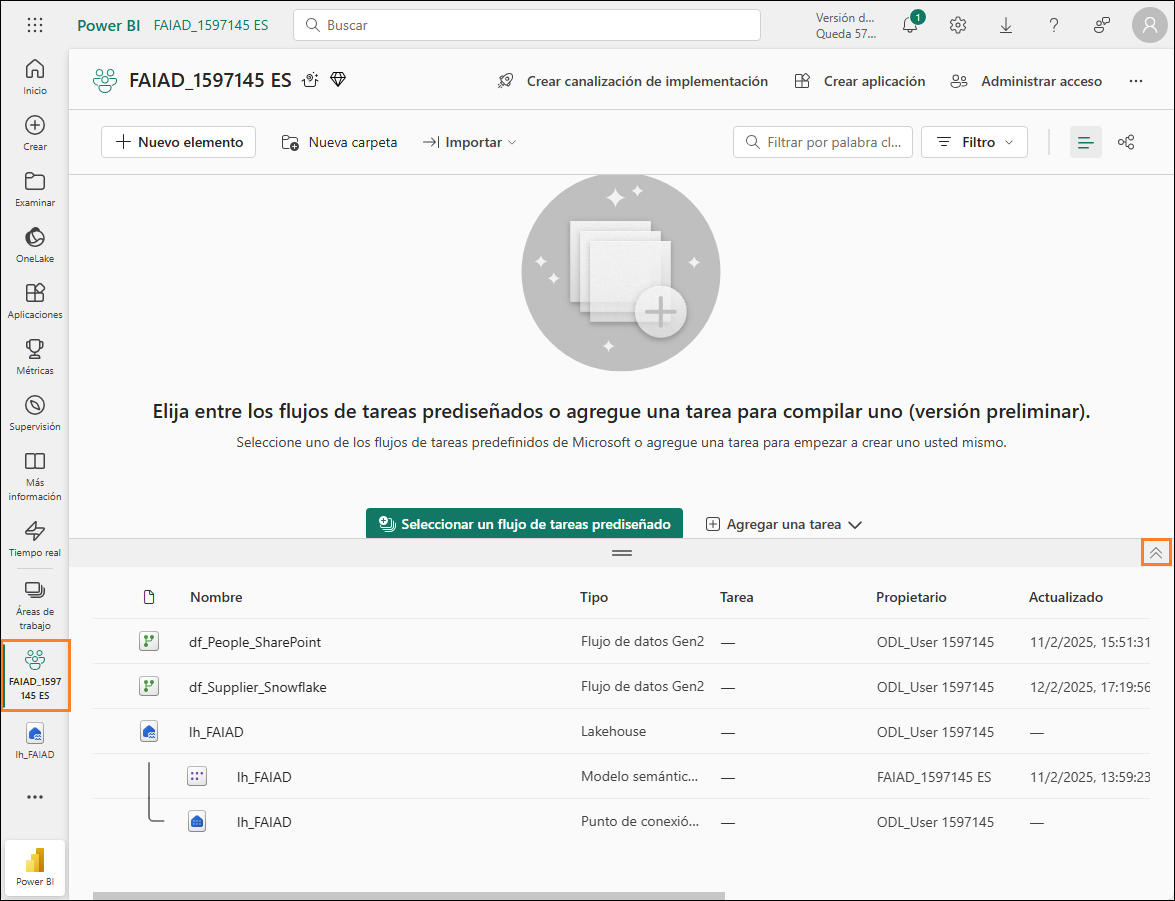 Power BI FAIAD_1597145 ES Buscar Versión d... 1
Queda 57...
Inicio
Crear
Examinar
OneLake
Aplicaciones
Métricas
Supervisión
Más
información
Tiempo real
Áreas de
trabajo
FAIAD_1597
145 ES
lh_FAIAD
Power BI
FAIAD_1597145 ES Crear canalización de implementación Crear aplicación Administrar acceso
Nuevo elemento Nueva carpeta Importar Filtrar por palabra cl... Filtro
Elija entre los flujos de tareas prediseñados o agregue una tarea para compilar uno (versión preliminar).
Seleccione uno de los flujos de tareas predefinidos de Microsoft o agregue una tarea para empezar a crear uno usted mismo.
Seleccionar un flujo de tareas prediseñado Agregar una tarea
Nombre Tipo Tarea Propietario Actualizado
df_People_SharePoint Flujo de datos Gen2 — ODL_User 1597145 11/2/2025, 15:51:31
df_Supplier_Snowflake Flujo de datos Gen2 — ODL_User 1597145 12/2/2025, 17:19:56
lh_FAIAD Lakehouse — ODL_User 1597145 —
lh_FAIAD Modelo semántic... — FAIAD_1597145 ES 11/2/2025, 13:59:23
lh_FAIAD Punto de conexió... — ODL_User 1597145 —